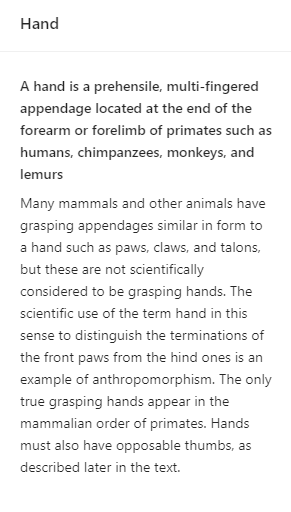 Hand
A hand is a prehensile, multi-fingered
appendage located at the end of the
forearm or forelimb of primates such as
humans, chimpanzees, monkeys, and
lemurs
Many mammals and other animals have
grasping appendages similar in form to
a hand such as paws, claws, and talons,
but these are not scientifically
considered to be grasping hands. The
scientific use of the term hand in this
sense to distinguish the terminations of
the front paws from the hind ones is an
example of anthropomorphism. The only
true grasping hands appear in the
mammalian order of primates. Hands
must also have opposable thumbs, as
described later in the text.